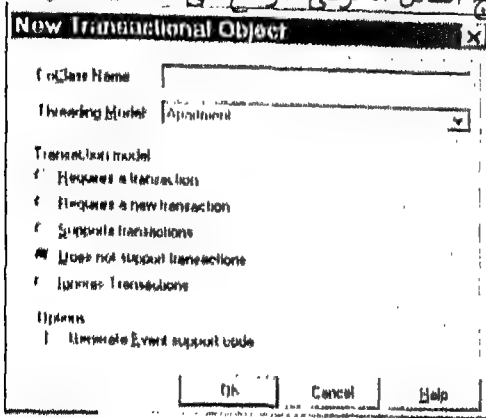 New Transactional Object
CoClass Name
Threading Model Apartment
Transaction model
Requires a transaction
Requires a new transaction
Supports transactions
Does not support transactions
Ignores Transactions
Options
Generate Event support code
OK Cancel Help